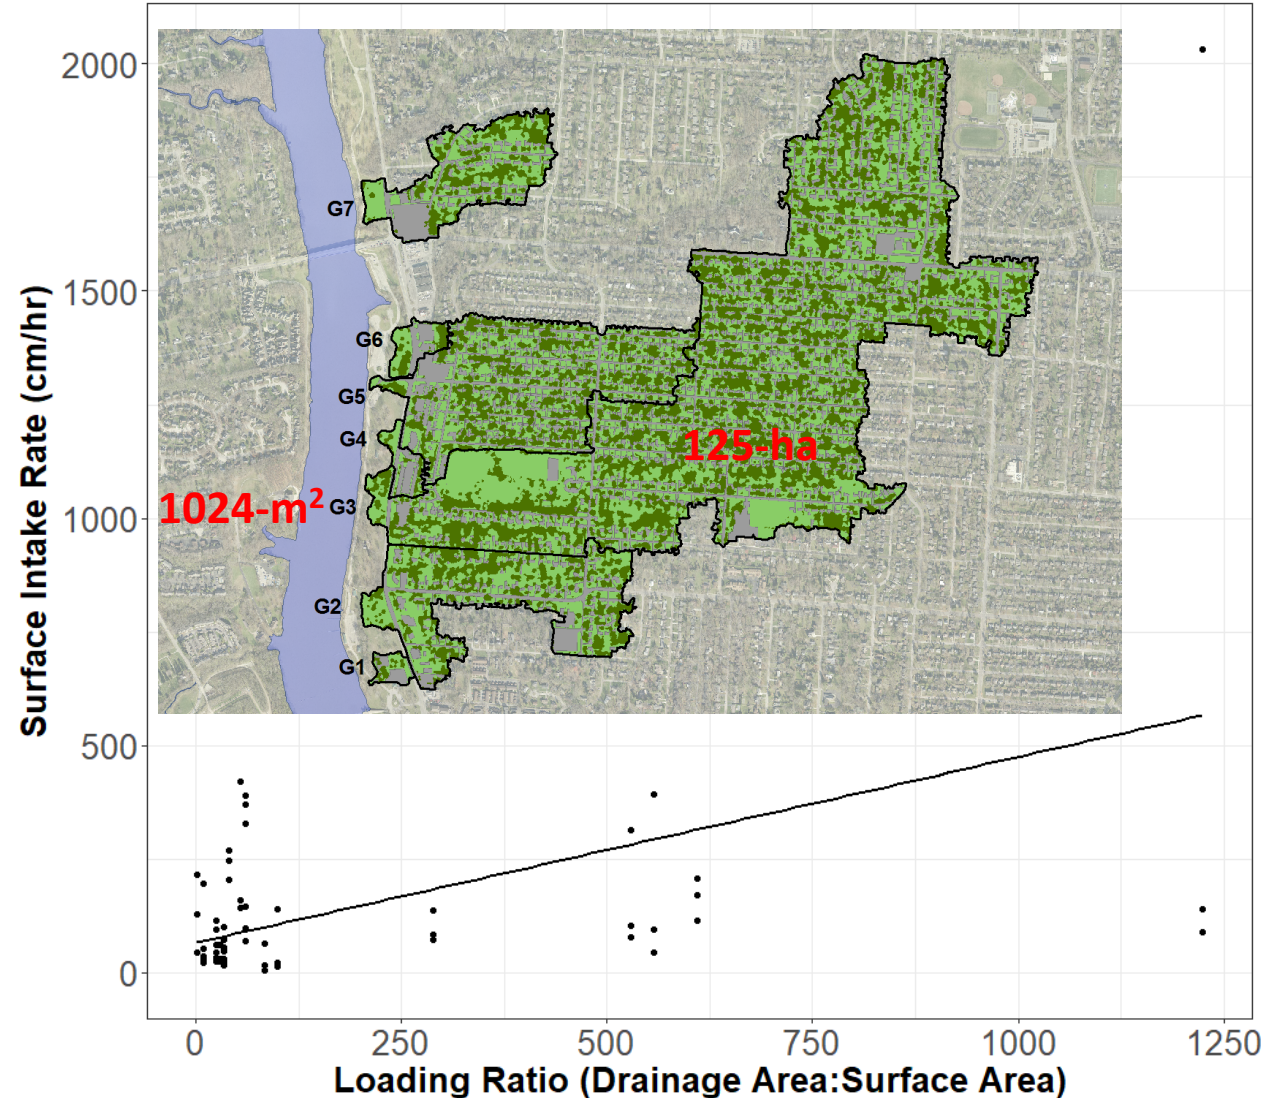 2000
1500
1000
500
0
Surface Intake Rate (cm/hr)
G7
G6
G5
G4
125-ha
1024-m²
G3
G2
G1
0 250 500 750 1000 1250
Loading Ratio (Drainage Area:Surface Area)